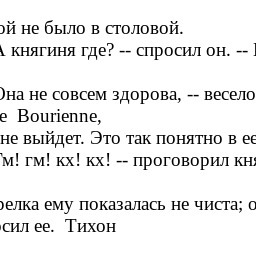 ой не было в столовой.
А княгиня где? -- спросил он. --
Она не совсем здорова, -- весело
е Bourienne,
не выйдет. Это так понятно в ее
Гм! гм! кх! кх! -- проговорил кня
релка ему показалась не чиста; о
осил ее. Тихон